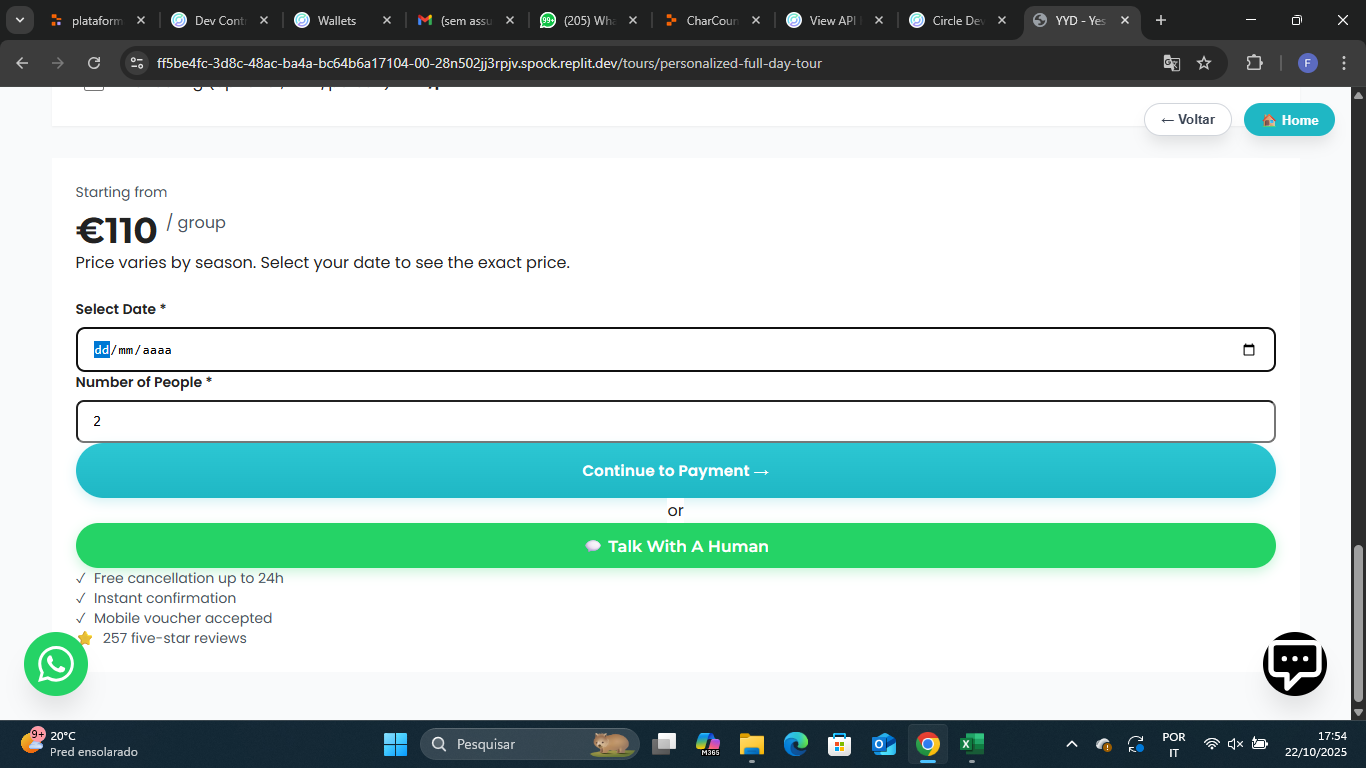 plataform
Dev Cont
Wallets
(sem assu
99+
(205) Wha
CharCoun
View API
Circle Dev
YYD - Yes
ff5be4fc-3d8c-48ac-ba4a-bc64b6a17104-00-28n502jj3rpjv.spock.replit.dev/tours/personalized-full-day-tour
F
← Voltar
Home
Starting from
€110 / group
Price varies by season. Select your date to see the exact price.
Select Date *
dd/mm/aaaa
Number of People *
2
Continue to Payment →
or
Talk With A Human
✓ Free cancellation up to 24h
✓ Instant confirmation
✓ Mobile voucher accepted
257 five-star reviews
9+
20°C
Pred ensolarado
Pesquisar
M365
POR
IT
17:54
22/10/2025